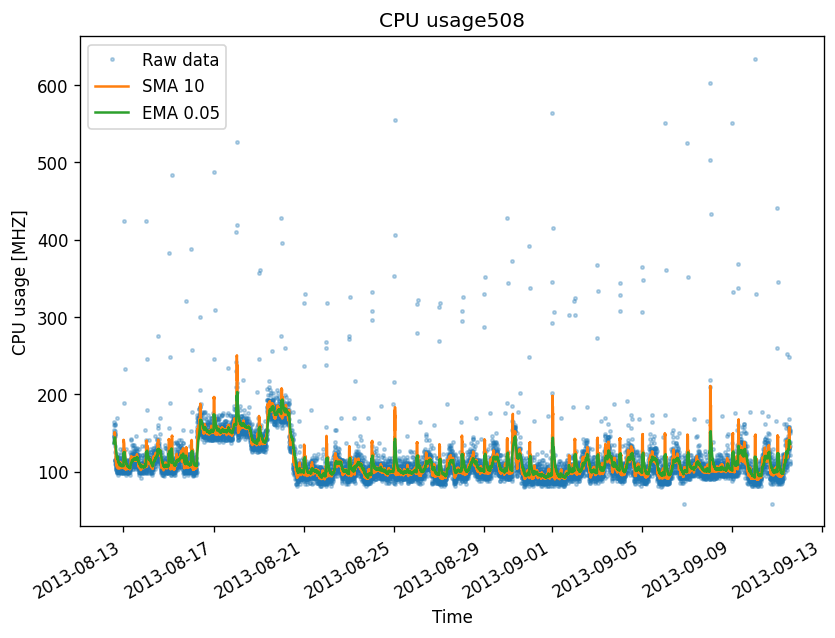 CPU usage508
Raw data
SMA 10
EMA 0.05
CPU usage [MHZ]
600
500
400
300
200
100
2013-08-13
2013-08-17
2013-08-21
2013-08-25
2013-08-29
2013-09-01
2013-09-05
2013-09-09
2013-09-13
Time